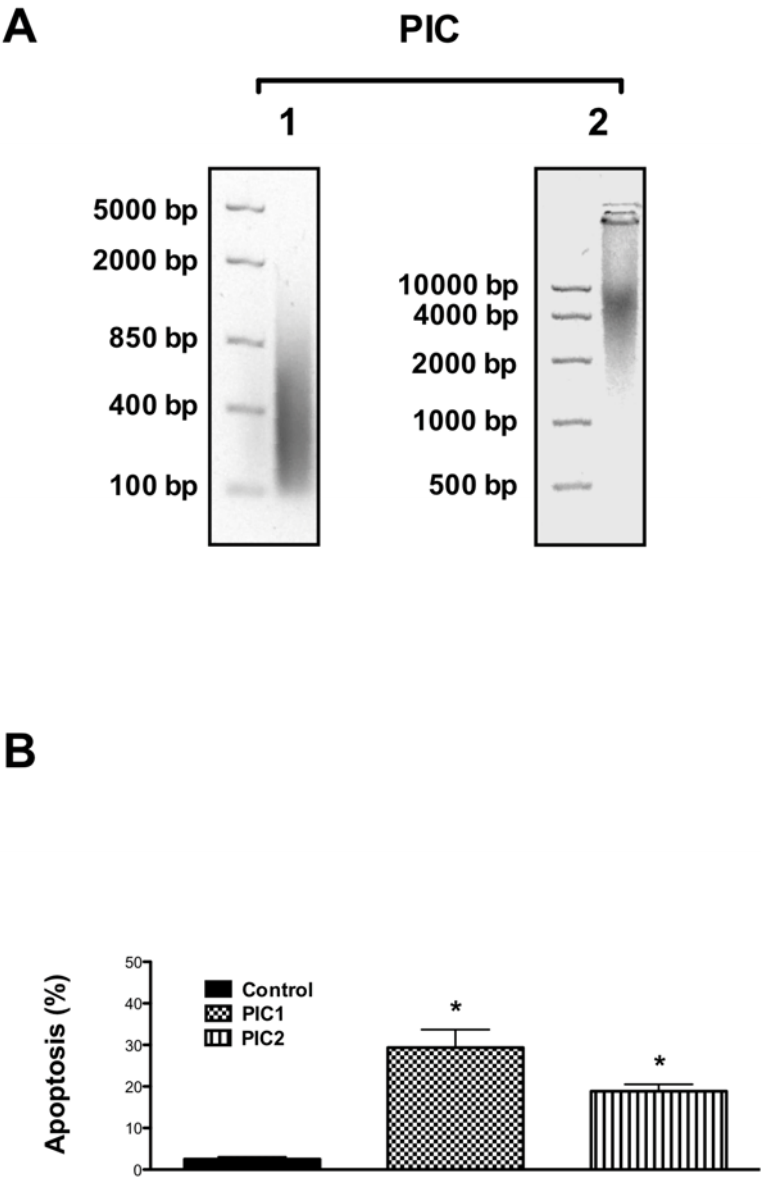 A
PIC
1
2
5000 bp
2000 bp
850 bp
400 bp
100 bp
10000 bp
4000 bp
2000 bp
1000 bp
500 bp
B
Apoptosis (%)
50
40
30
20
10
0
Control
PIC1
PIC2
*
*